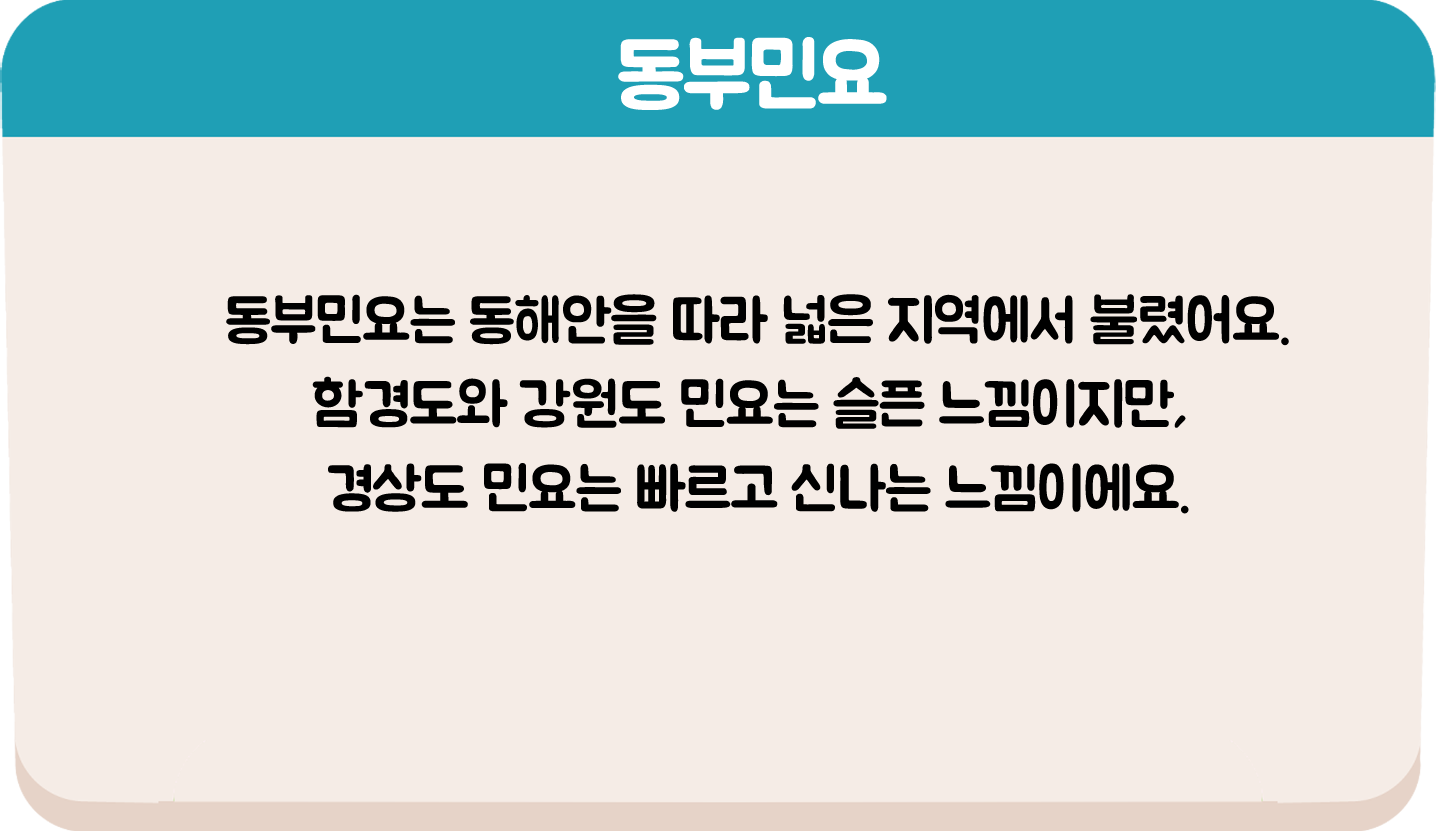 동부민요
동부민요는 동해안을 따라 넓은 지역에서 불렸어요.
함경도와 강원도 민요는 슬픈 느낌이지만,
경상도 민요는 빠르고 신나는 느낌이에요.